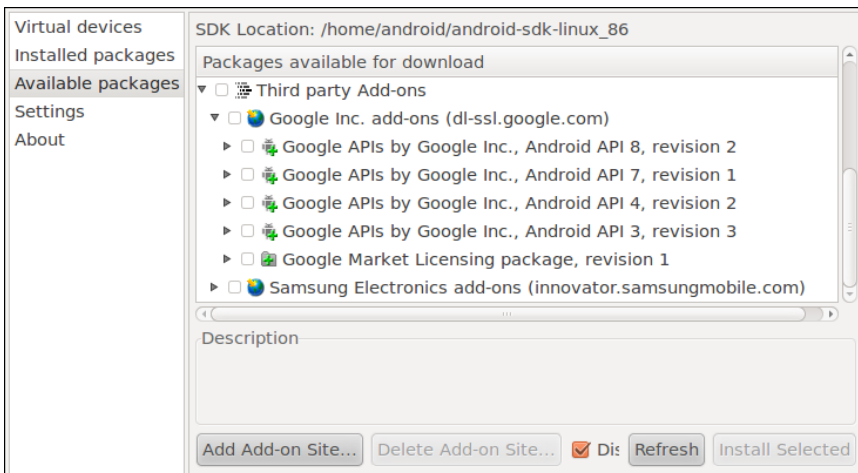 Virtual devices
Installed packages
Available packages
Settings
About
SDK Location: /home/android/android-sdk-linux_86
Packages available for download
Third party Add-ons
Google Inc. add-ons (dl-ssl.google.com)
Google APIs by Google Inc., Android API 8, revision 2
Google APIs by Google Inc., Android API 7, revision 1
Google APIs by Google Inc., Android API 4, revision 2
Google APIs by Google Inc., Android API 3, revision 3
Google Market Licensing package, revision 1
Samsung Electronics add-ons (innovator.samsungmobile.com)
Description
Add Add-on Site... Delete Add-on Site... Dis Refresh Install Selected